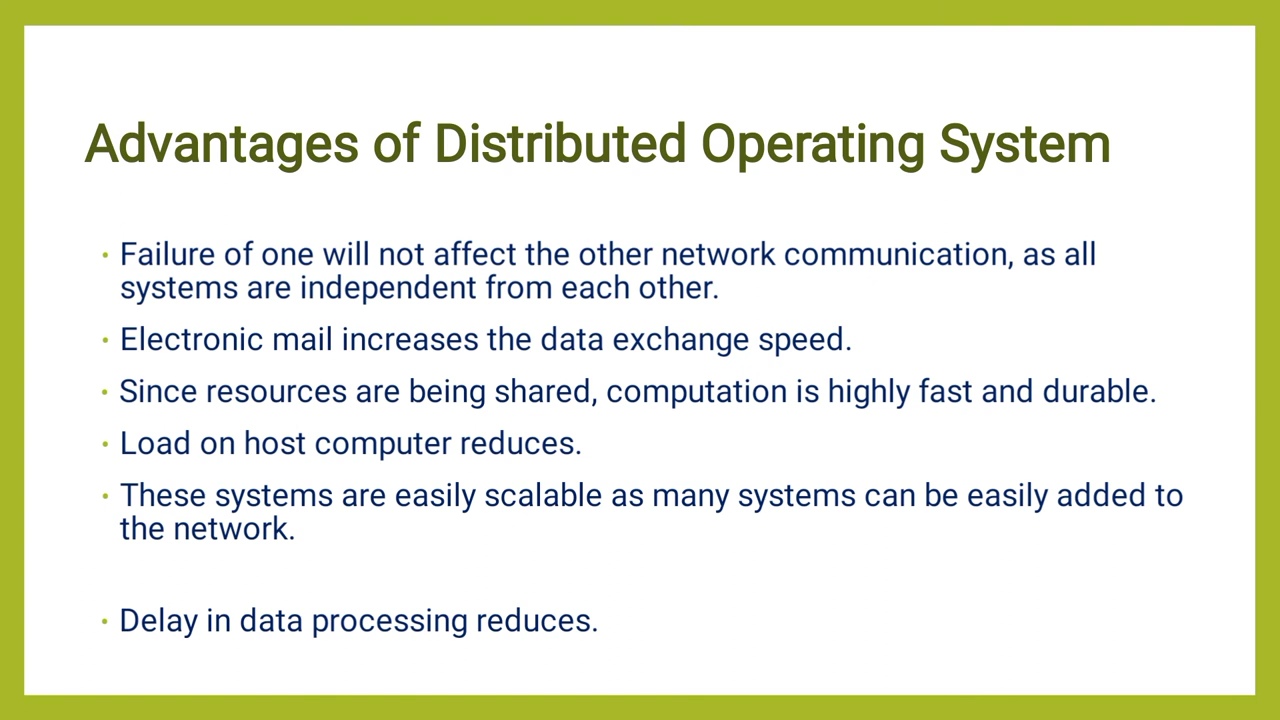 Advantages of Distributed Operating System
• Failure of one will not affect the other network communication, as all
systems are independent from each other.
• Electronic mail increases the data exchange speed.
• Since resources are being shared, computation is highly fast and durable.
• Load on host computer reduces.
• These systems are easily scalable as many systems can be easily added to
the network.
• Delay in data processing reduces.